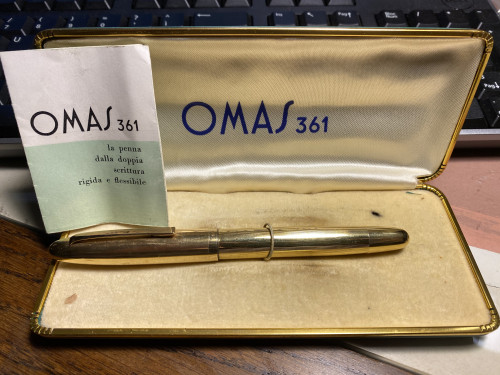 OMAS 361
la penna
dalla doppia
scrittura
rigida e flessibile
OMAS 361